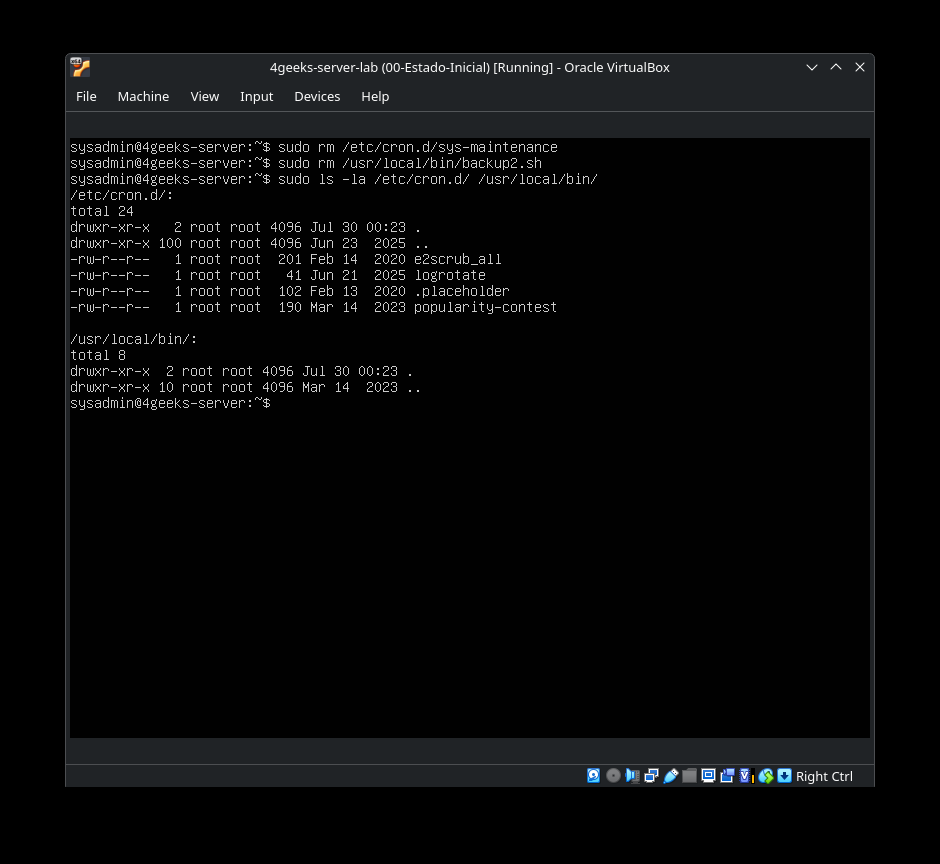 4geeks-server-lab (00-Estado-Inicial) [Running] - Oracle VirtualBox
File Machine View Input Devices Help
sysadmin@4geeks-server:~$ sudo rm /etc/cron.d/sys-maintenance
sysadmin@4geeks-server:~$ sudo rm /usr/local/bin/backup2.sh
sysadmin@4geeks-server:~$ sudo ls -la /etc/cron.d/ /usr/local/bin/
/etc/cron.d/:
total 24
drwxr-xr-x   2 root root 4096 Jul 30 00:23 .
drwxr-xr-x 100 root root 4096 Jun 23  2025 ..
-rw-r--r--   1 root root  201 Feb 14  2020 e2scrub_all
-rw-r--r--   1 root root   41 Jun 21  2025 logrotate
-rw-r--r--   1 root root  102 Feb 13  2020 .placeholder
-rw-r--r--   1 root root  190 Mar 14  2023 popularity-contest
/usr/local/bin/:
total 8
drwxr-xr-x  2 root root 4096 Jul 30 00:23 .
drwxr-xr-x 10 root root 4096 Mar 14  2023 ..
sysadmin@4geeks-server:~$
Right Ctrl